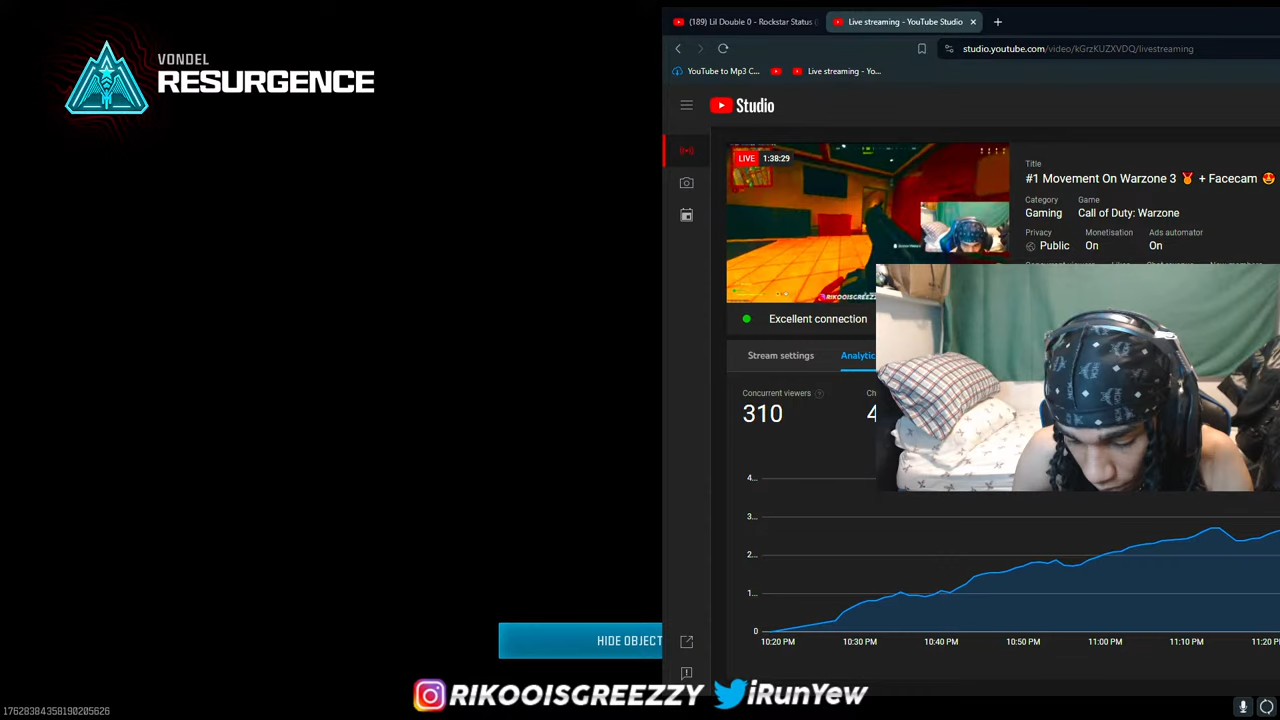 VONDEL
RESURGENCE
(189) Lil Double 0 - Rockstar Status (
Live streaming - YouTube Studio
studio.youtube.com/video/kGrzKUZXVDQ/livestreaming
YouTube to Mp3 C...
Live streaming - Yo...
Studio
LIVE 1:38:29
Title
#1 Movement On Warzone 3 🏅 + Facecam 😍
Category Game
Gaming Call of Duty: Warzone
Privacy Monetisation Ads automator
Public On On
RIKOOISGREEZZY
Excellent connection
Stream settings
Analytic
Concurrent viewers
310
4
4...
3...
2...
1...
0
10:20 PM 10:30 PM 10:40 PM 10:50 PM 11:00 PM 11:10 PM 11:20 P
HIDE OBJECT
RIKOOISGREEZZY iRunYew
17628384358190205626